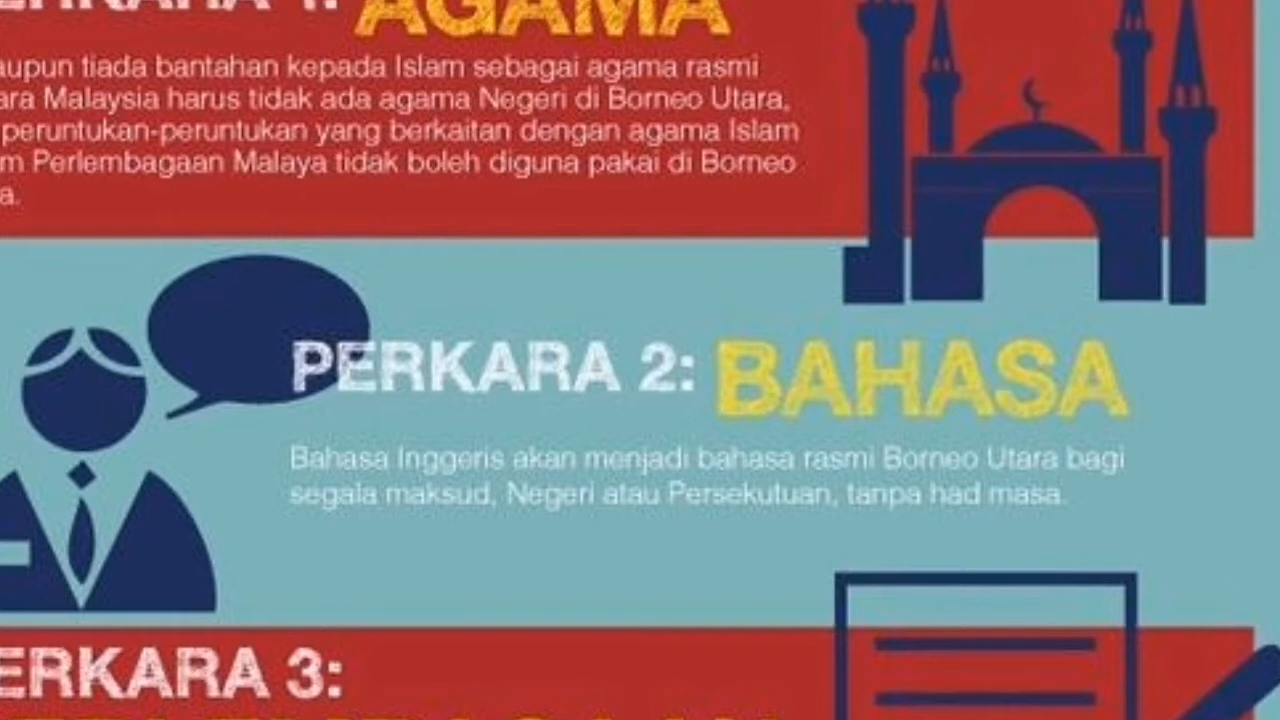 AGAMA
tiada bantahan kepada Islam sebagai agama rasmi
Malaysia harus tidak ada agama Negeri di Borneo Utara,
peruntukan-peruntukan yang berkaitan dengan agama Islam
Perlembagaan Malaya tidak boleh diguna pakai di Borneo
PERKARA 2: BAHASA
Bahasa Inggeris akan menjadi bahasa rasmi Borneo Utara bagi
segala maksud, Negeri atau Persekutuan, tanpa had masa.
ERKARA 3: